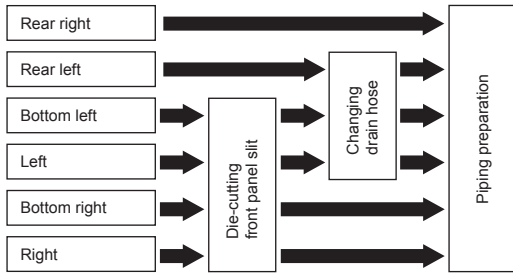 Rear right
Rear left
Bottom left
Left
Bottom right
Right
Die-cutting
front panel slit
Changing
drain hose
Piping preparation